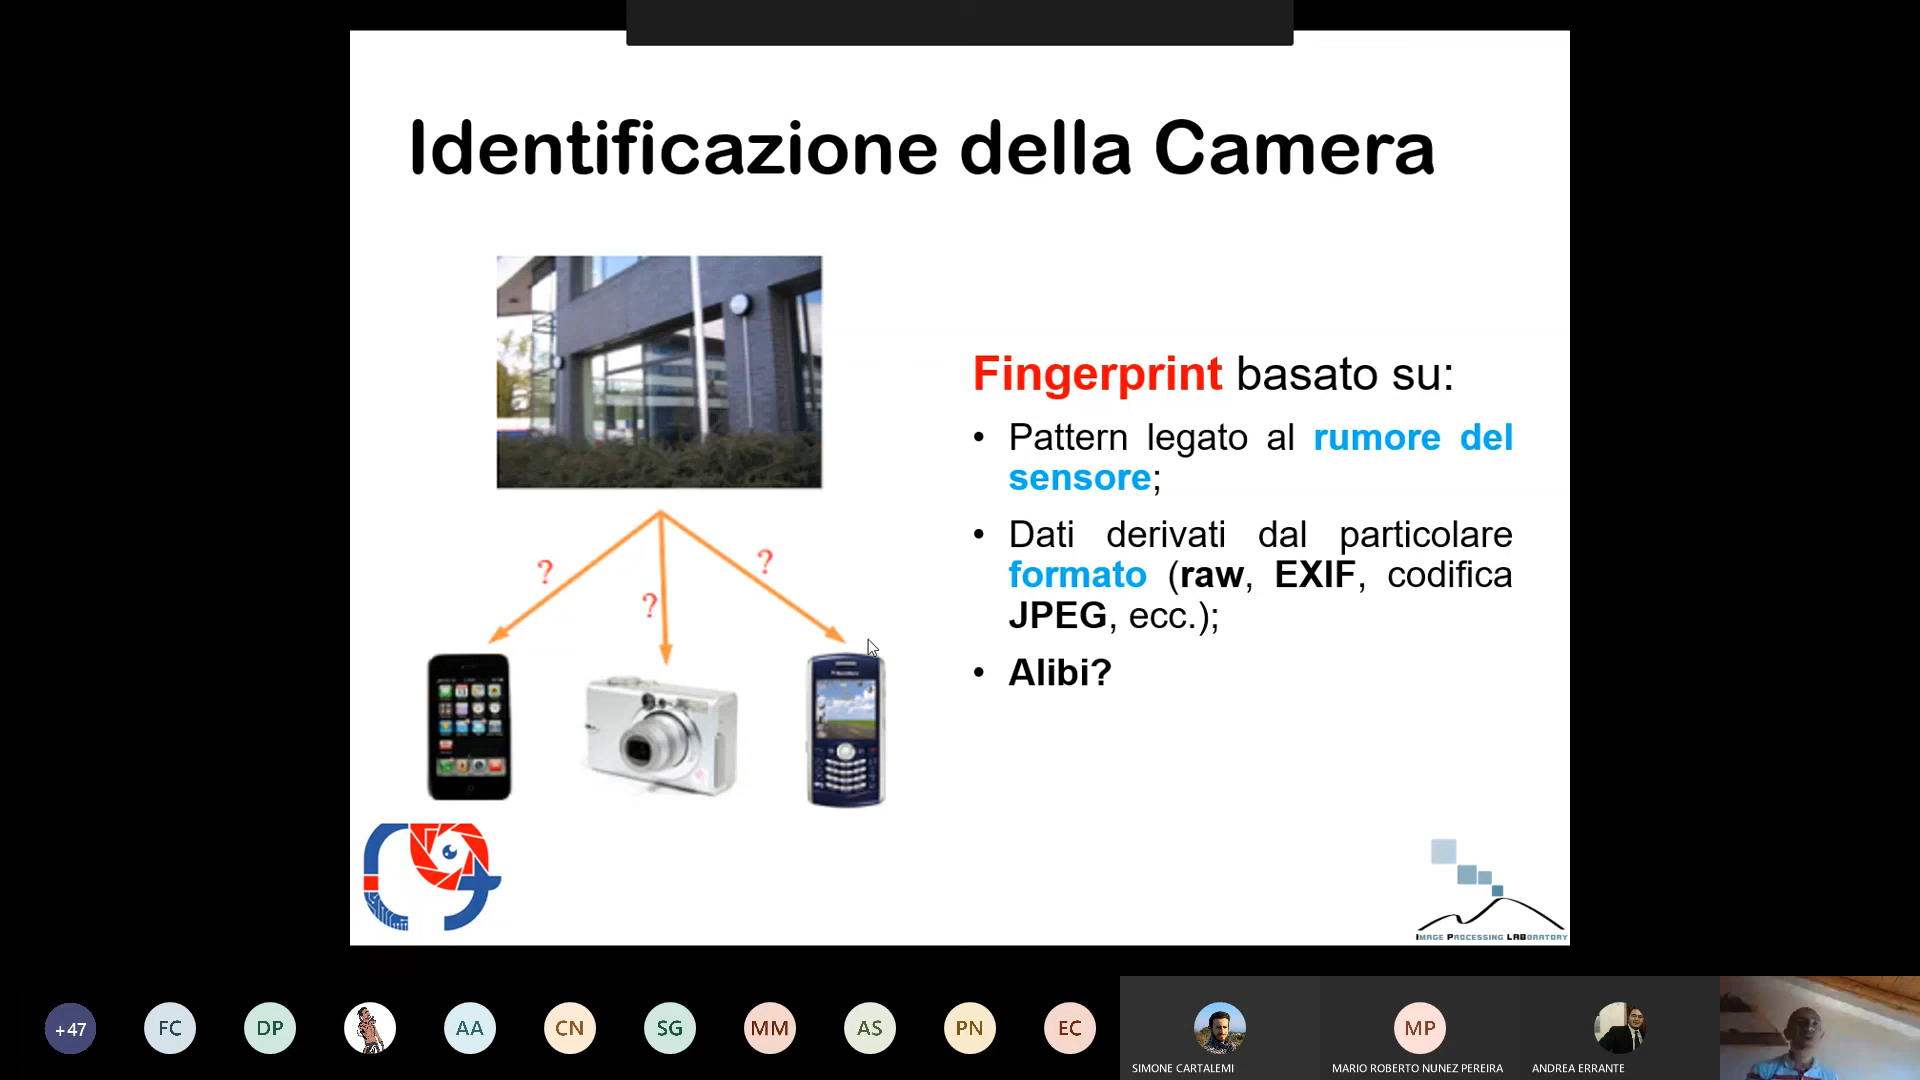 Identificazione della Camera
Fingerprint basato su:
• Pattern legato al rumore del
sensore;
• Dati derivati dal particolare
formato (raw, EXIF, codifica
JPEG, ecc.);
• Alibi?
?
?
?
IMAGE PROCESSING LABORATORY
+47
FC
DP
AA
CN
SG
MM
AS
PN
EC
MP
SIMONE CARTALEMI
MARIO ROBERTO NUNEZ PEREIRA
ANDREA ERRANTE